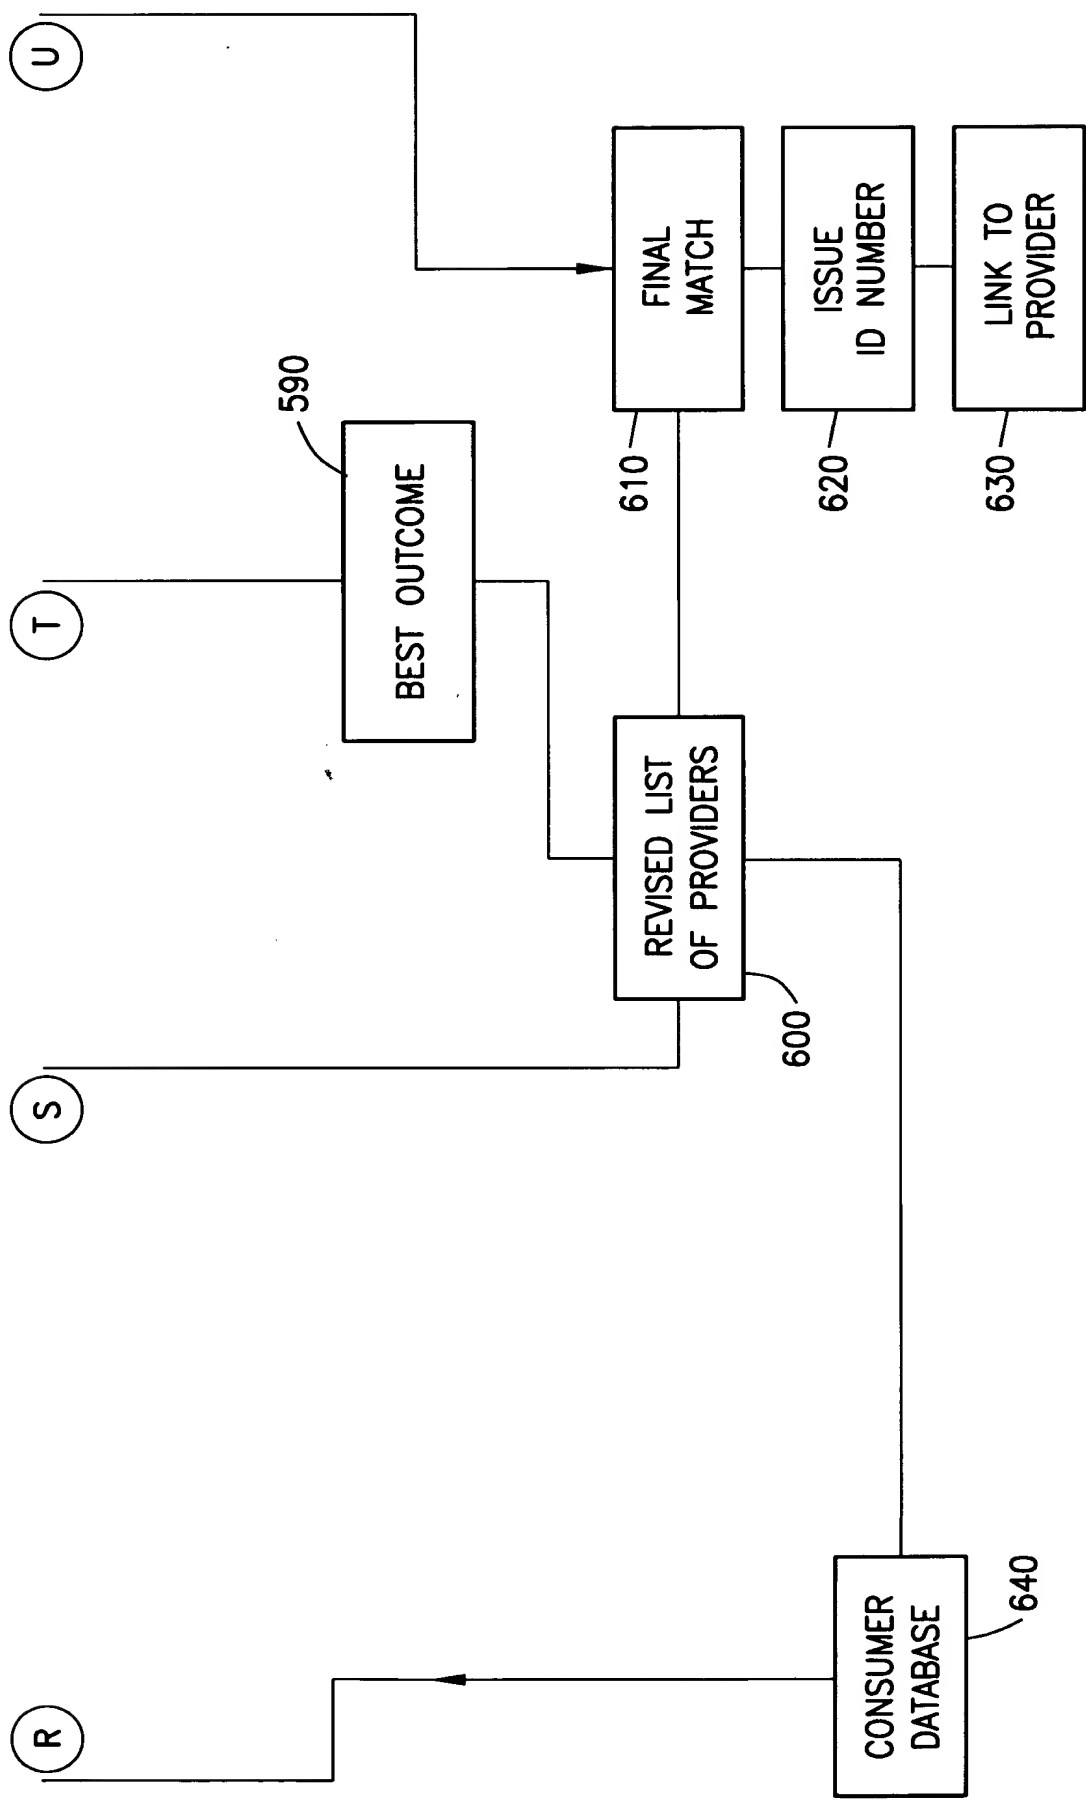 R
S
T
U
590
BEST OUTCOME
REVISED LIST
OF PROVIDERS
600
FINAL
MATCH
610
ISSUE
ID NUMBER
620
LINK TO
PROVIDER
630
CONSUMER
DATABASE
640